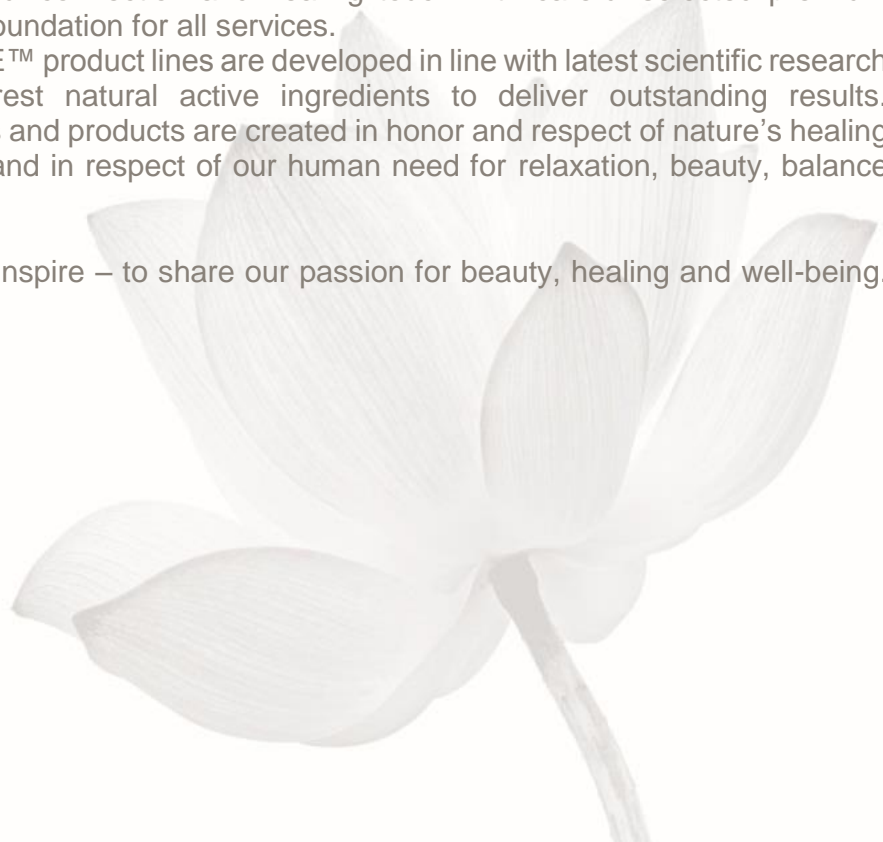 oundation for all services.
E™ product lines are developed in line with latest scientific research
rest natural active ingredients to deliver outstanding results.
s and products are created in honor and respect of nature's healing
and in respect of our human need for relaxation, beauty, balance
nspire – to share our passion for beauty, healing and well-being.